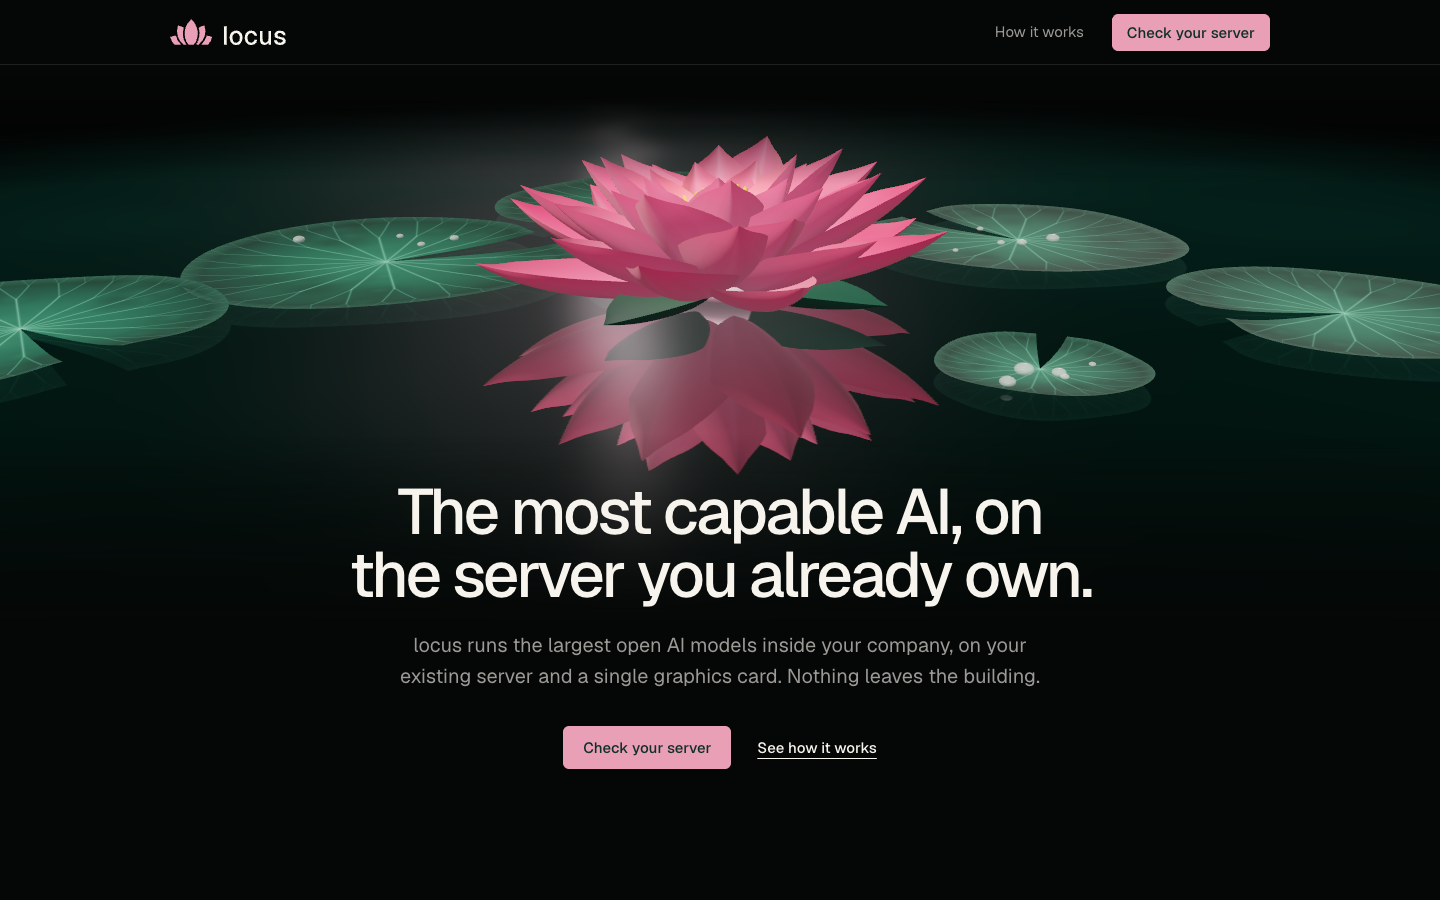 locus
How it works
Check your server
The most capable AI, on
the server you already own.
locus runs the largest open AI models inside your company, on your
existing server and a single graphics card. Nothing leaves the building.
Check your server
See how it works